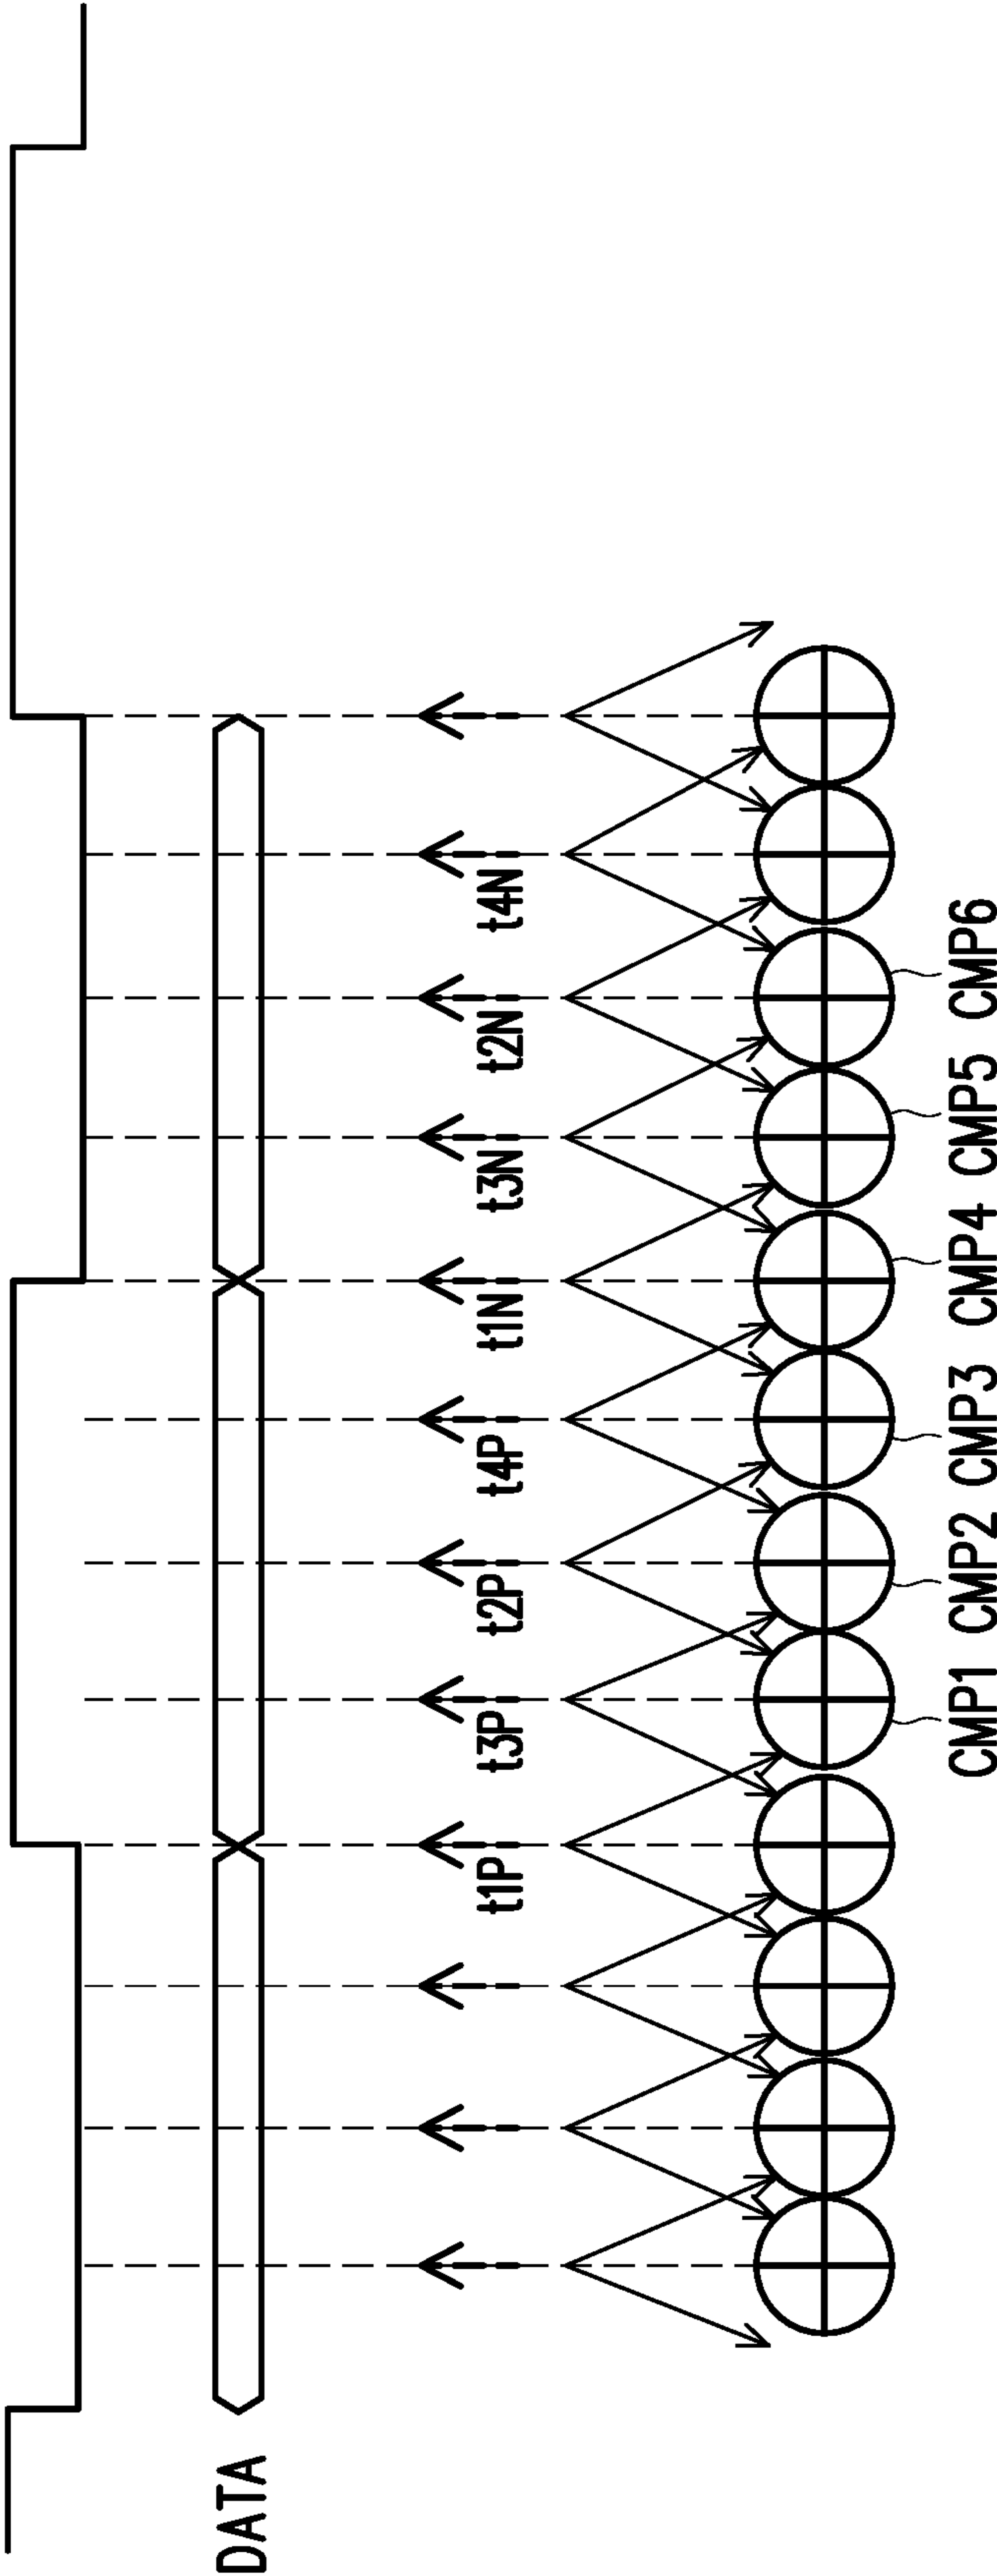 DATA
t1P t3P t2P t4P t1N t3N t2N t4N
CMP1 CMP2 CMP3 CMP4 CMP5 CMP6